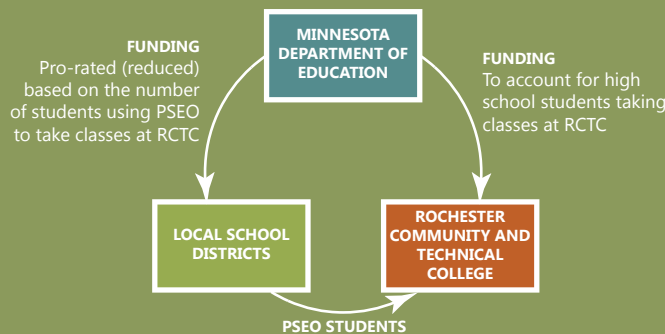 MINNESOTA
DEPARTMENT OF
EDUCATION
FUNDING
Pro-rated (reduced)
based on the number
of students using PSEO
to take classes at RCTC
FUNDING
To account for high
school students taking
classes at RCTC
LOCAL SCHOOL
DISTRICTS
ROCHESTER
COMMUNITY AND
TECHNICAL
COLLEGE
PSEO STUDENTS